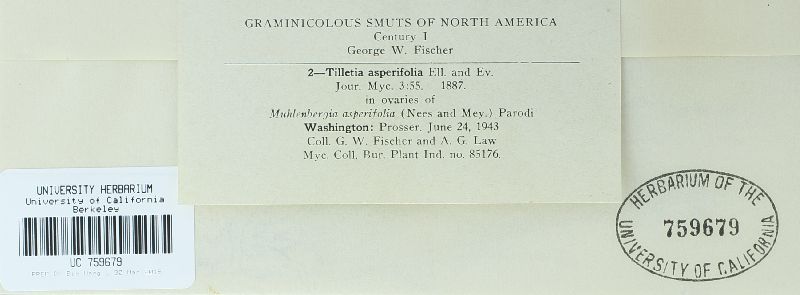 GRAMINICOLOUS SMUTS OF NORTH AMERICA
Century I
George W. Fischer
2—Tilletia asperifolia Ell. and Ev.
Jour. Myc. 3:55. 1887.
in ovaries of
Muhlenbergia asperifolia (Nees and Mey.) Parodi
Washington: Prosser. June 24, 1943
Coll. G. W. Fischer and A. G. Law
Myc. Coll. Bur. Plant Ind. no. 85176.
UNIVERSITY HERBARIUM
University of California
Berkeley
UC 759679
HERBARIUM OF THE
759679
UNIVERSITY OF CALIFORNIA